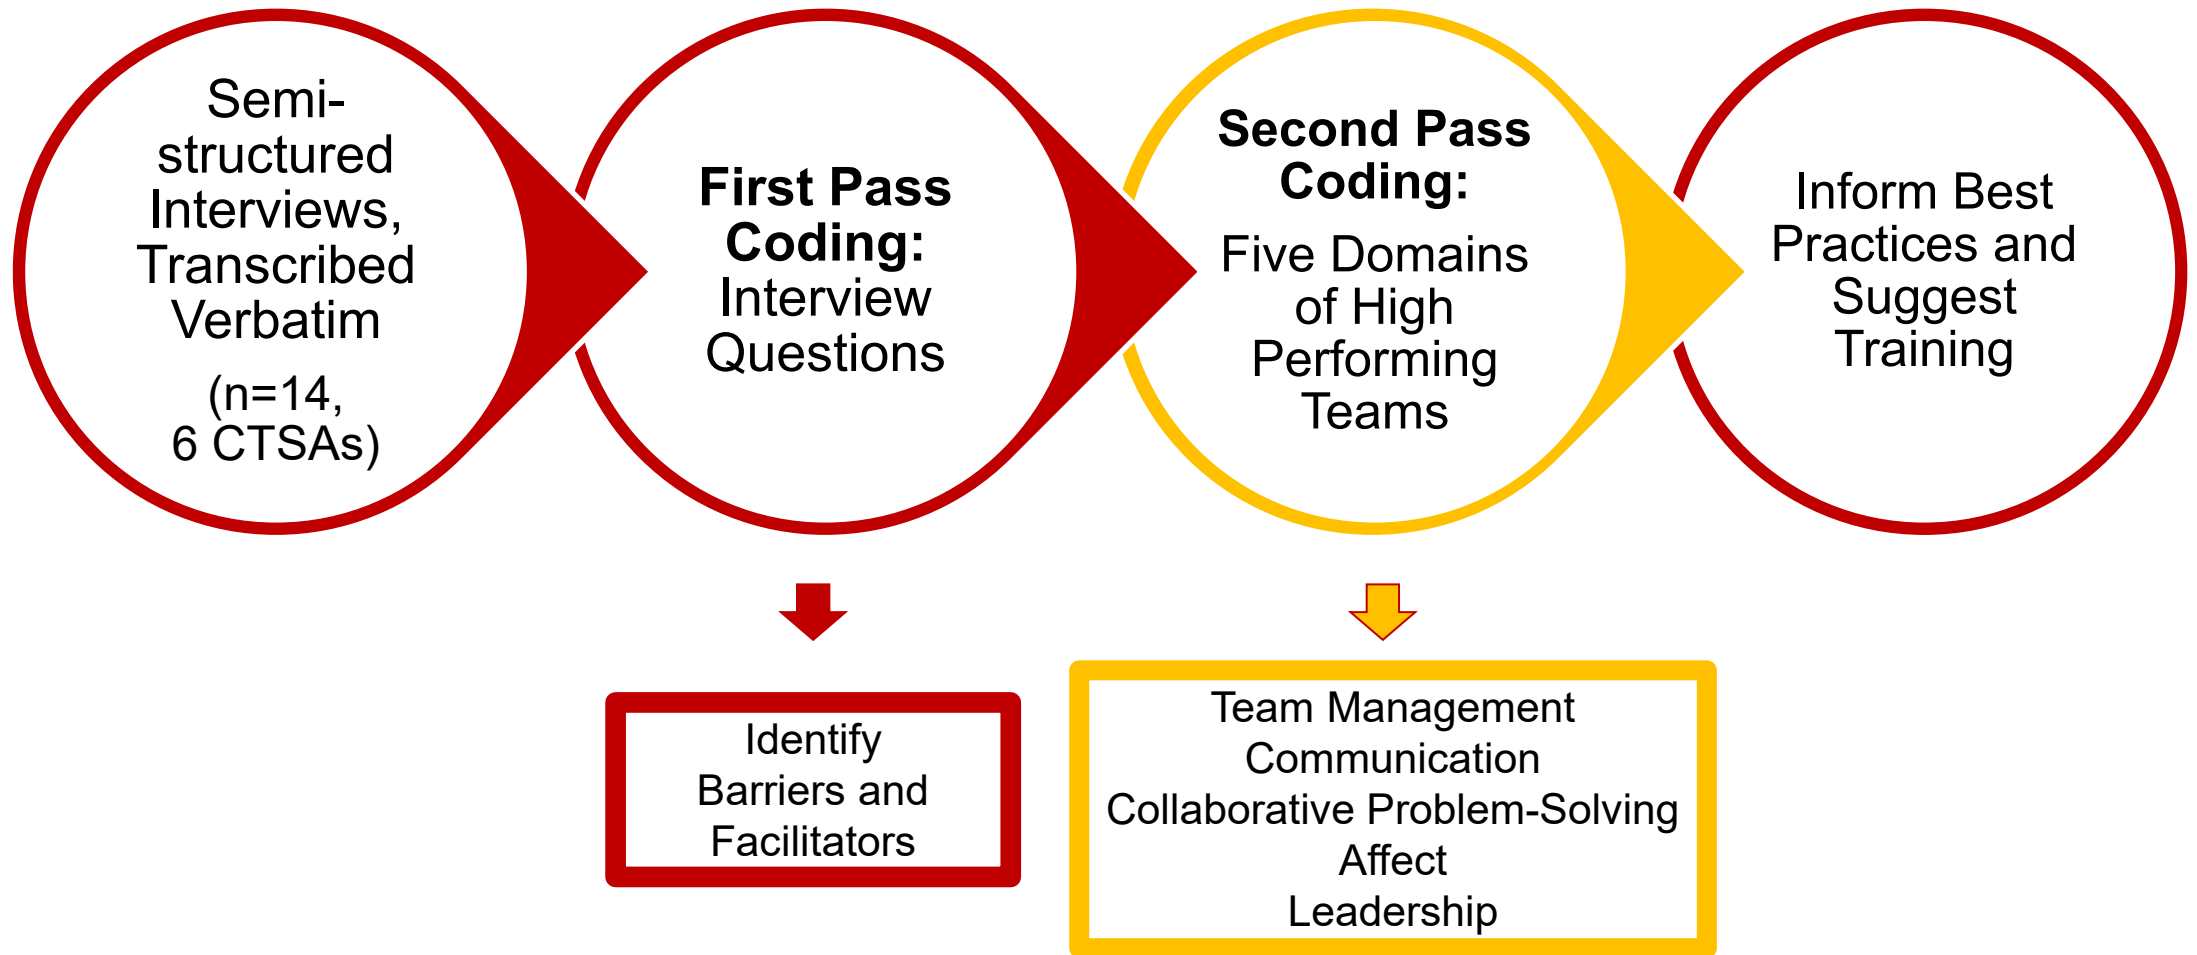 Semi-
structured
Interviews,
Transcribed
Verbatim
(n=14,
6 CTSAs)
First Pass
Coding:
Interview
Questions
Second Pass
Coding:
Five Domains
of High
Performing
Teams
Inform Best
Practices and
Suggest
Training
Identify
Barriers and
Facilitators
Team Management
Communication
Collaborative Problem-Solving
Affect
Leadership